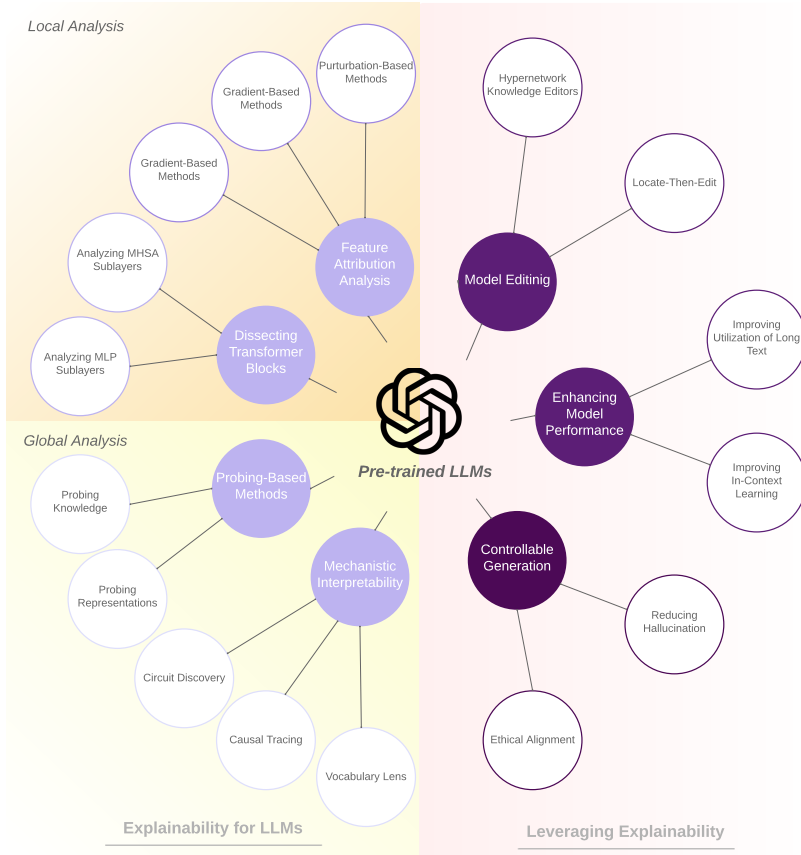 Local Analysis
Purturbation-Based
Methods
Gradient-Based
Methods
Gradient-Based
Methods
Analyzing MHSA
Sublayers
Analyzing MLP
Sublayers
Feature
Attribution
Analysis
Dissecting
Transformer
Blocks
Hypernetwork
Knowledge Editors
Locate-Then-Edit
Model Editinig
Improving
Utilization of Long
Text
Enhancing
Model
Performance
Improving
In-Context
Learning
Pre-trained LLMs
Global Analysis
Probing-Based
Methods
Probing
Knowledge
Probing
Representations
Mechanistic
Interpretability
Circuit Discovery
Causal Tracing
Vocabulary Lens
Controllable
Generation
Reducing
Hallucination
Ethical Alignment
Explainability for LLMs
Leveraging Explainability